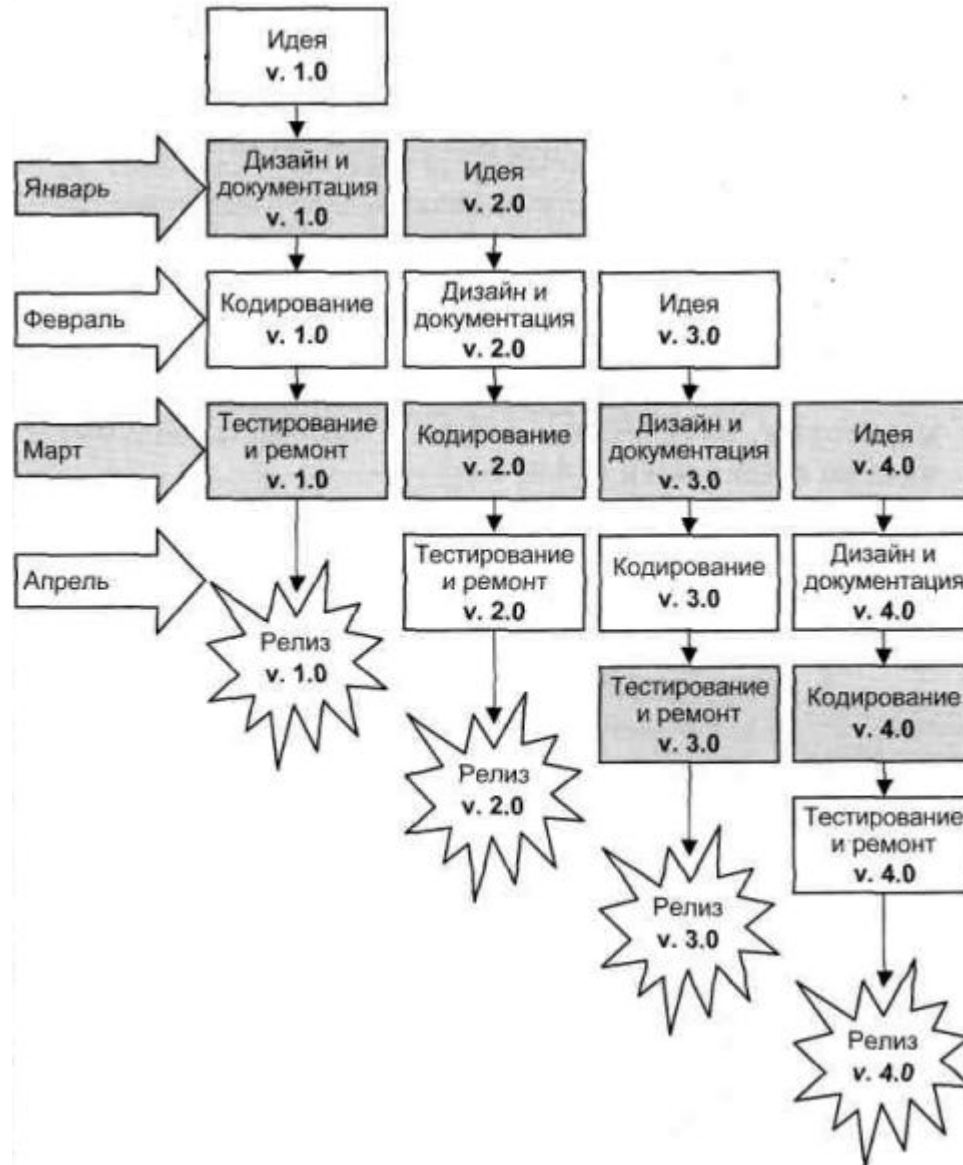 Идея
v. 1.0
Январь
Дизайн и
документация
v. 1.0
Идея
v. 2.0
Февраль
Кодирование
v. 1.0
Дизайн и
документация
v. 2.0
Идея
v. 3.0
Март
Тестирование
и ремонт
v. 1.0
Кодирование
v. 2.0
Дизайн и
документация
v. 3.0
Идея
v. 4.0
Апрель
Релиз
v. 1.0
Тестирование
и ремонт
v. 2.0
Кодирование
v. 3.0
Дизайн и
документация
v. 4.0
Релиз
v. 2.0
Тестирование
и ремонт
v. 3.0
Кодирование
v. 4.0
Релиз
v. 3.0
Тестирование
и ремонт
v. 4.0
Релиз
v. 4.0